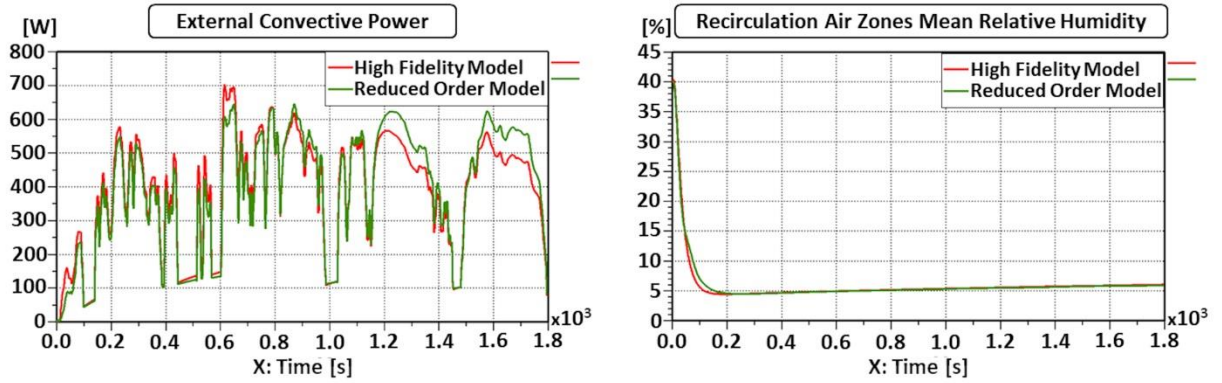 External Convective Power
[W]
800
700
600
500
400
300
200
100
0
High Fidelity Model
Reduced Order Model
0.0 0.2 0.4 0.6 0.8 1.0 1.2 1.4 1.6 1.8
x10³
X: Time [s]
Recirculation Air Zones Mean Relative Humidity
[%]
45
40
35
30
25
20
15
10
5
0
High Fidelity Model
Reduced Order Model
0.0 0.2 0.4 0.6 0.8 1.0 1.2 1.4 1.6 1.8
x10³
X: Time [s]